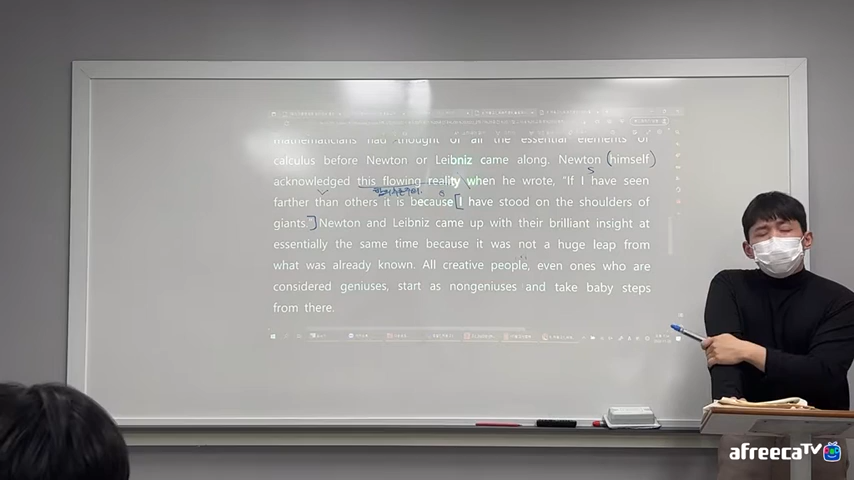 mathematicians had thought of all the essential elements of
calculus before Newton or Leibniz came along. Newton (himself)
S
acknowledged this flowing reality when he wrote, "If I have seen
farther than others it is because [I have stood on the shoulders of
giants."] Newton and Leibniz came up with their brilliant insight at
essentially the same time because it was not a huge leap from
what was already known. All creative people, even ones who are
considered geniuses, start as nongeniuses and take baby steps
from there.
afreecaTV